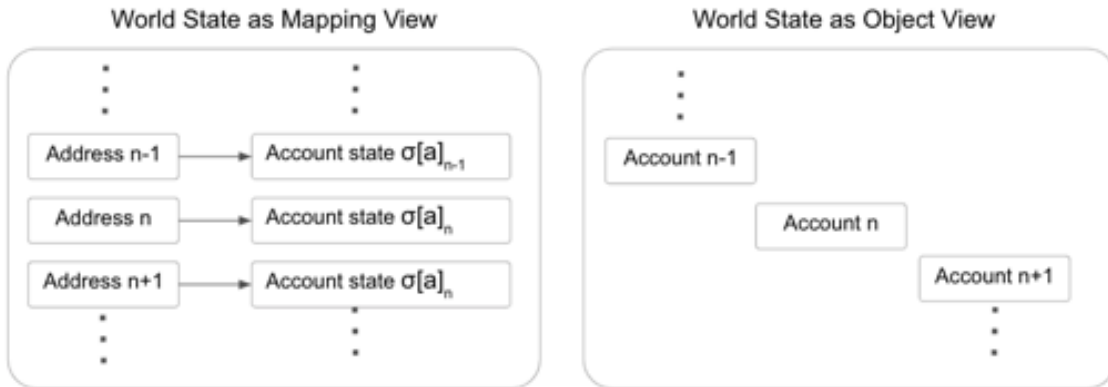 World State as Mapping View
Address n-1
Account state σ[a]n-1
Address n
Account state σ[a]n
Address n+1
Account state σ[a]n
World State as Object View
Account n-1
Account n
Account n+1